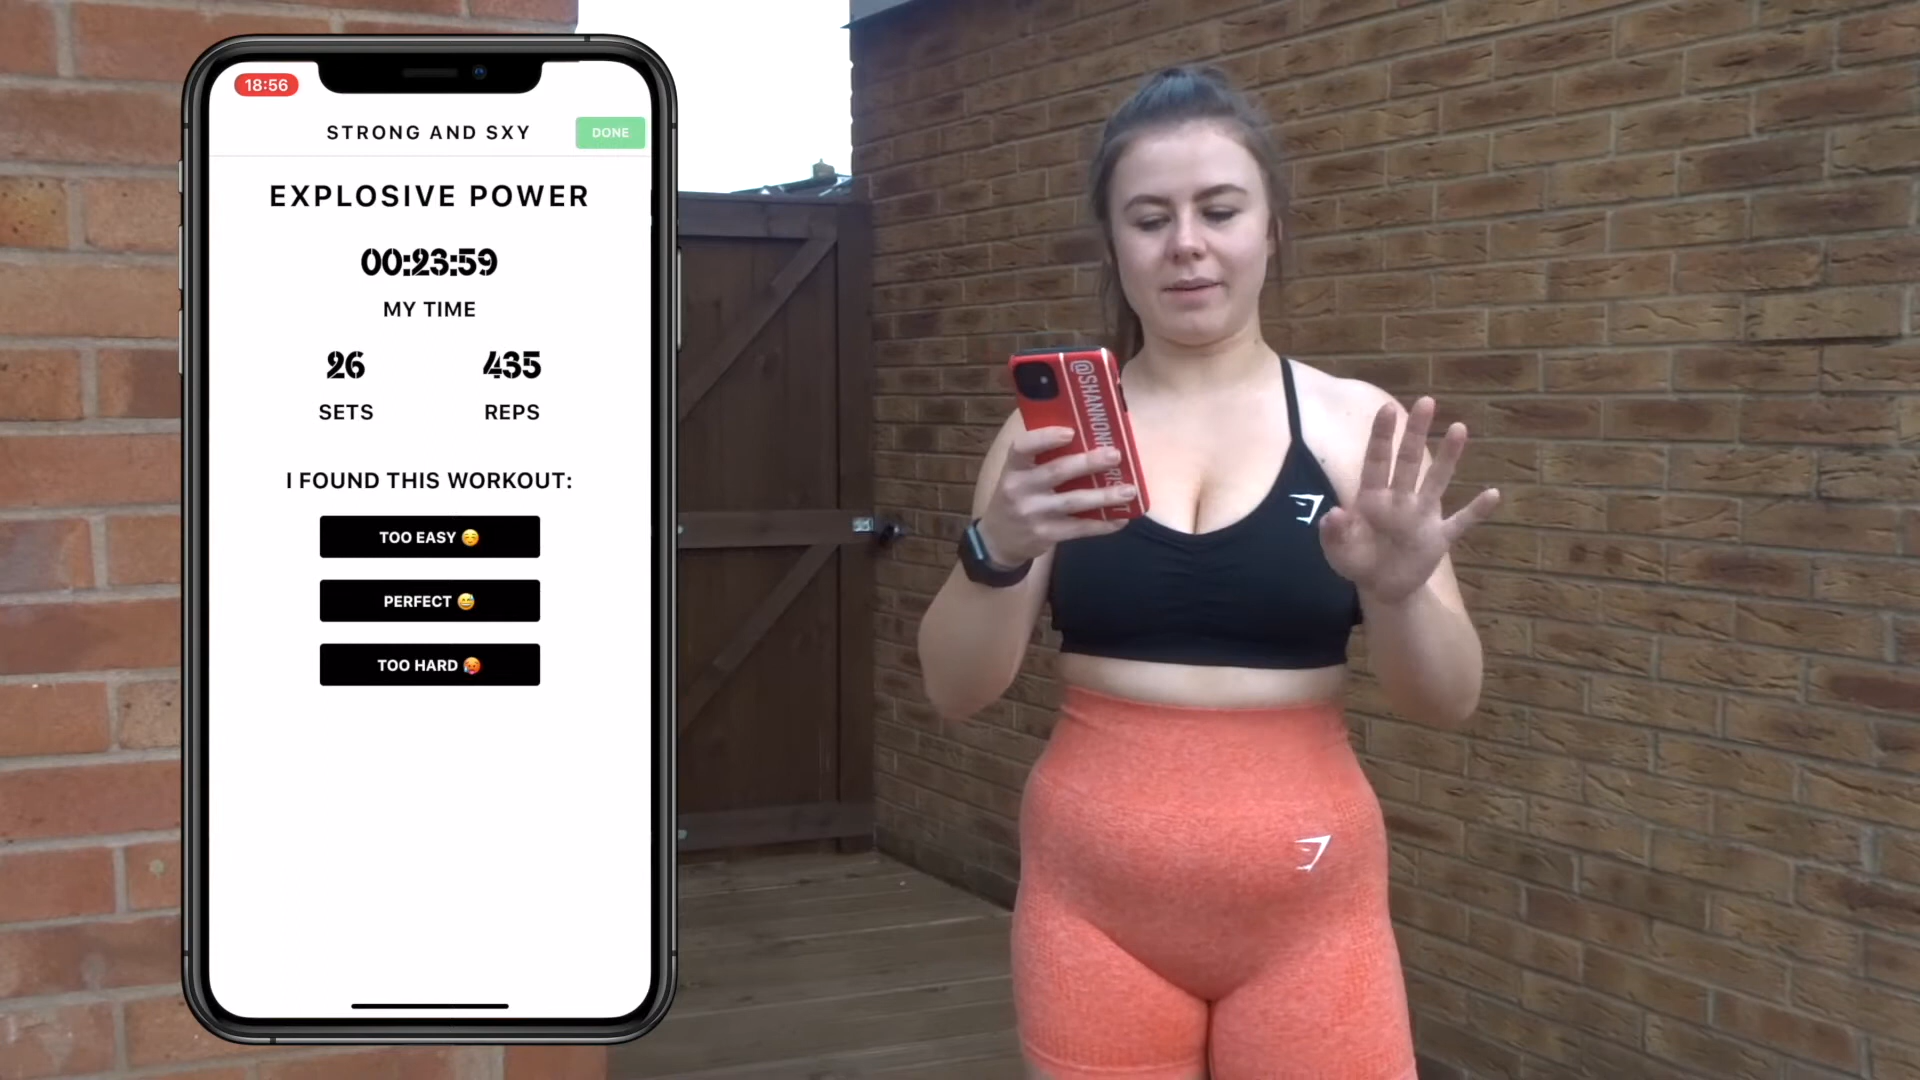 18:56
STRONG AND SXY
DONE
EXPLOSIVE POWER
00:23:59
MY TIME
26
435
SETS
REPS
I FOUND THIS WORKOUT:
TOO EASY ☺️
PERFECT 😅
TOO HARD 🥵